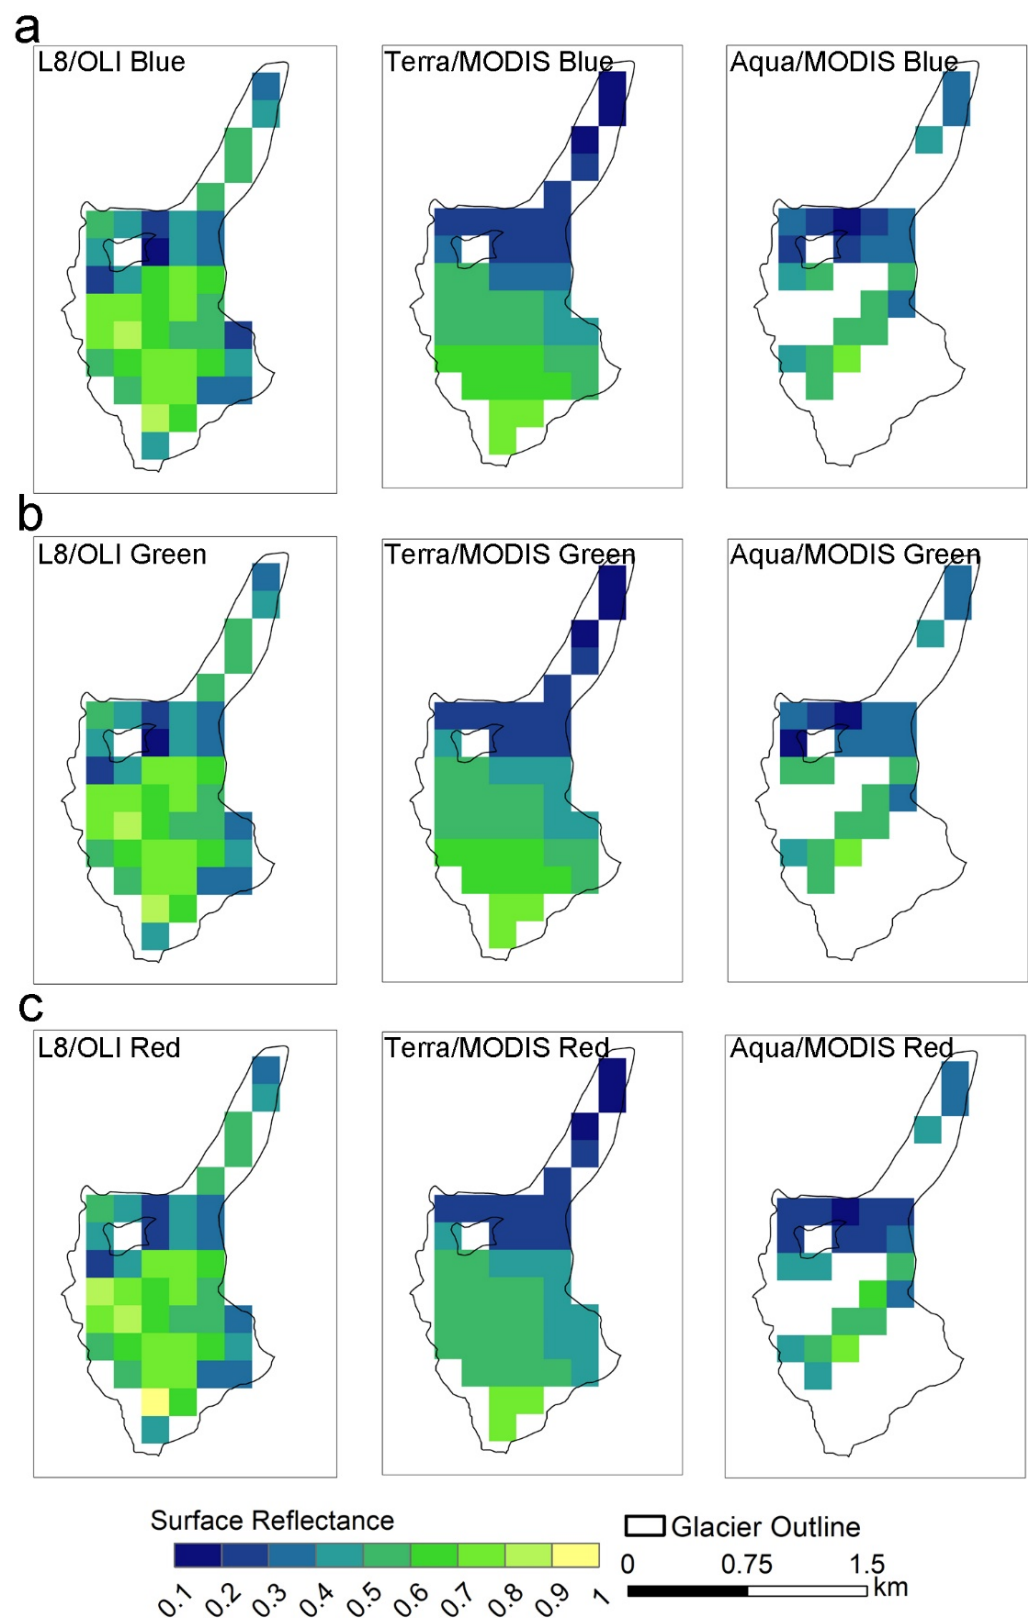 a
L8/OLI Blue
Terra/MODIS Blue
Aqua/MODIS Blue
b
L8/OLI Green
Terra/MODIS Green
Aqua/MODIS Green
c
L8/OLI Red
Terra/MODIS Red
Aqua/MODIS Red
Surface Reflectance
0.1 0.2 0.3 0.4 0.5 0.6 0.7 0.8 0.9 1
Glacier Outline
0 0.75 1.5
km